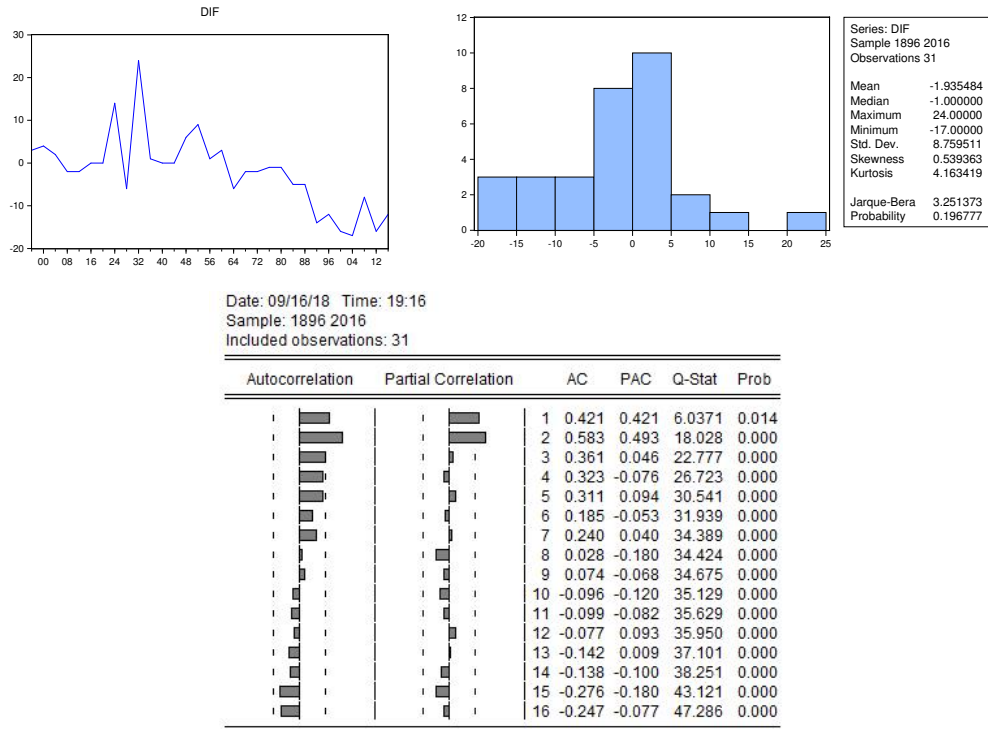 DIF
30
20
10
0
-10
-20
00 08 16 24 32 40 48 56 64 72 80 88 96 04 12
12
10
8
6
4
2
0
-20 -15 -10 -5 0 5 10 15 20 25
Series: DIF
Sample 1896 2016
Observations 31
Mean -1.935484
Median -1.000000
Maximum 24.00000
Minimum -17.00000
Std. Dev. 8.759511
Skewness 0.539363
Kurtosis 4.163419
Jarque-Bera 3.251373
Probability 0.196777
Date: 09/16/18 Time: 19:16
Sample: 1896 2016
Included observations: 31
Autocorrelation Partial Correlation AC PAC Q-Stat Prob
1 0.421 0.421 6.0371 0.014
2 0.583 0.493 18.028 0.000
3 0.361 0.046 22.777 0.000
4 0.323 -0.076 26.723 0.000
5 0.311 0.094 30.541 0.000
6 0.185 -0.053 31.939 0.000
7 0.240 0.040 34.389 0.000
8 0.028 -0.180 34.424 0.000
9 0.074 -0.068 34.675 0.000
10 -0.096 -0.120 35.129 0.000
11 -0.099 -0.082 35.629 0.000
12 -0.077 0.093 35.950 0.000
13 -0.142 0.009 37.101 0.000
14 -0.138 -0.100 38.251 0.000
15 -0.276 -0.180 43.121 0.000
16 -0.247 -0.077 47.286 0.000